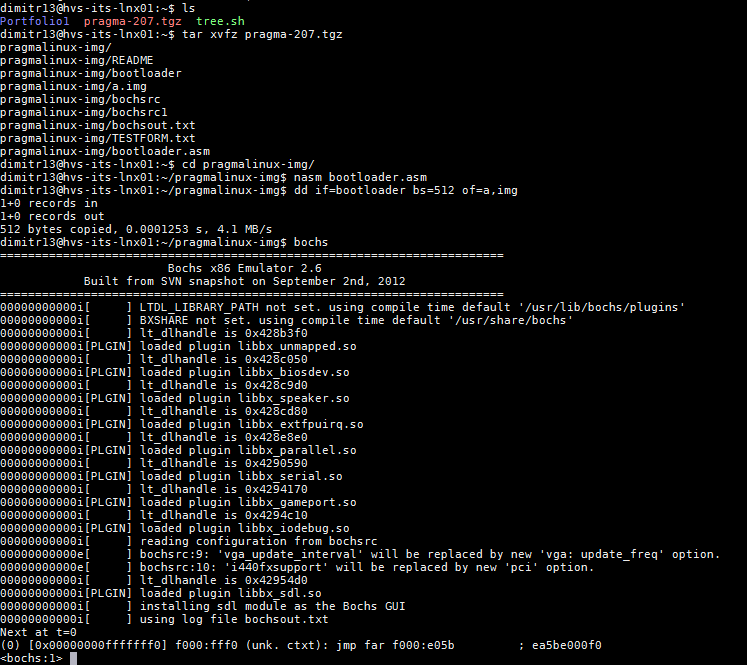 dimitr13@hvs-its-lnx01:~$ ls
Portfolio1  pragma-207.tgz  tree.sh
dimitr13@hvs-its-lnx01:~$ tar xvfz pragma-207.tgz
pragmalinux-img/
pragmalinux-img/README
pragmalinux-img/bootloader
pragmalinux-img/a.img
pragmalinux-img/bochsrc
pragmalinux-img/bochsrc1
pragmalinux-img/bochsout.txt
pragmalinux-img/TESTFORM.txt
pragmalinux-img/bootloader.asm
dimitr13@hvs-its-lnx01:~$ cd pragmalinux-img/
dimitr13@hvs-its-lnx01:~/pragmalinux-img$ nasm bootloader.asm
dimitr13@hvs-its-lnx01:~/pragmalinux-img$ dd if=bootloader bs=512 of=a,img
1+0 records in
1+0 records out
512 bytes copied, 0.0001253 s, 4.1 MB/s
dimitr13@hvs-its-lnx01:~/pragmalinux-img$ bochs
========================================================================
                        Bochs x86 Emulator 2.6
            Built from SVN snapshot on September 2nd, 2012
========================================================================
00000000000i[     ] LTDL_LIBRARY_PATH not set. using compile time default '/usr/lib/bochs/plugins'
00000000000i[     ] BXSHARE not set. using compile time default '/usr/share/bochs'
00000000000i[     ] lt_dlhandle is 0x428b3f0
00000000000i[PLGIN] loaded plugin libbx_unmapped.so
00000000000i[     ] lt_dlhandle is 0x428c050
00000000000i[PLGIN] loaded plugin libbx_biosdev.so
00000000000i[     ] lt_dlhandle is 0x428c9d0
00000000000i[PLGIN] loaded plugin libbx_speaker.so
00000000000i[     ] lt_dlhandle is 0x428cd80
00000000000i[PLGIN] loaded plugin libbx_extfpuirq.so
00000000000i[     ] lt_dlhandle is 0x428e8e0
00000000000i[PLGIN] loaded plugin libbx_parallel.so
00000000000i[     ] lt_dlhandle is 0x4290590
00000000000i[PLGIN] loaded plugin libbx_serial.so
00000000000i[     ] lt_dlhandle is 0x4294170
00000000000i[PLGIN] loaded plugin libbx_gameport.so
00000000000i[     ] lt_dlhandle is 0x4294c10
00000000000i[PLGIN] loaded plugin libbx_iodebug.so
00000000000i[     ] reading configuration from bochsrc
00000000000e[     ] bochsrc:9: 'vga_update_interval' will be replaced by new 'vga: update_freq' option.
00000000000e[     ] bochsrc:10: 'i440fxsupport' will be replaced by new 'pci' option.
00000000000i[     ] lt_dlhandle is 0x42954d0
00000000000i[PLGIN] loaded plugin libbx_sdl.so
00000000000i[     ] installing sdl module as the Bochs GUI
00000000000i[     ] using log file bochsout.txt
Next at t=0
(0) [0x00000000fffffff0] f000:fff0 (unk. ctxt): jmp far f000:e05b         ; ea5be000f0
<bochs:1>